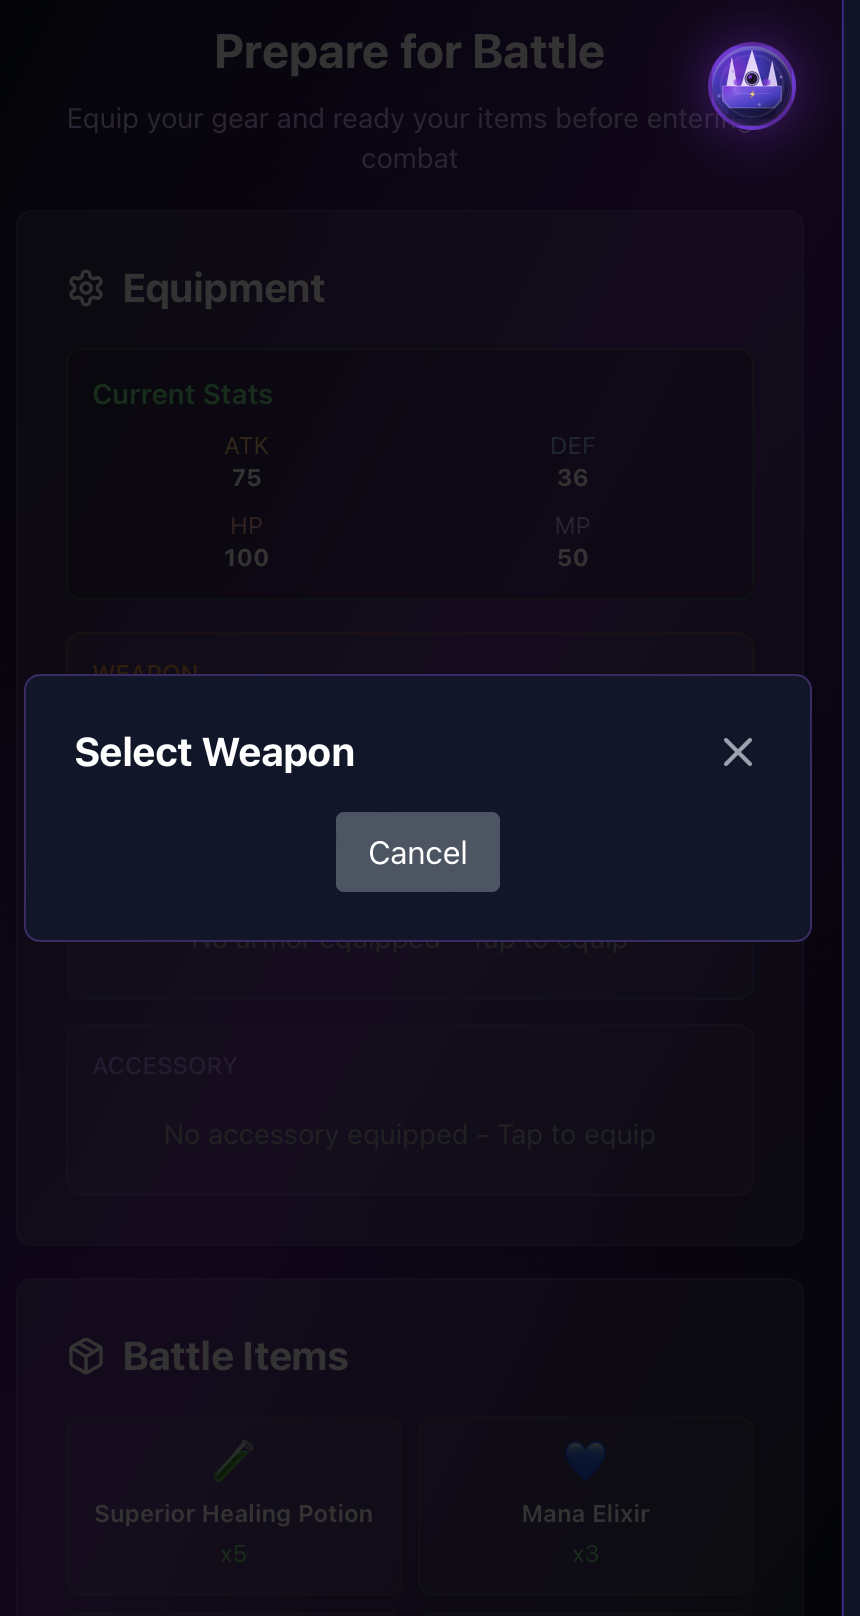 Prepare for Battle
Equip your gear and ready your items before entering
combat
Equipment
Current Stats
ATK
75
DEF
36
HP
100
MP
50
WEAPON
Select Weapon
Cancel
No armor equipped - Tap to equip
ACCESSORY
No accessory equipped - Tap to equip
Battle Items
Superior Healing Potion
x5
Mana Elixir
x3